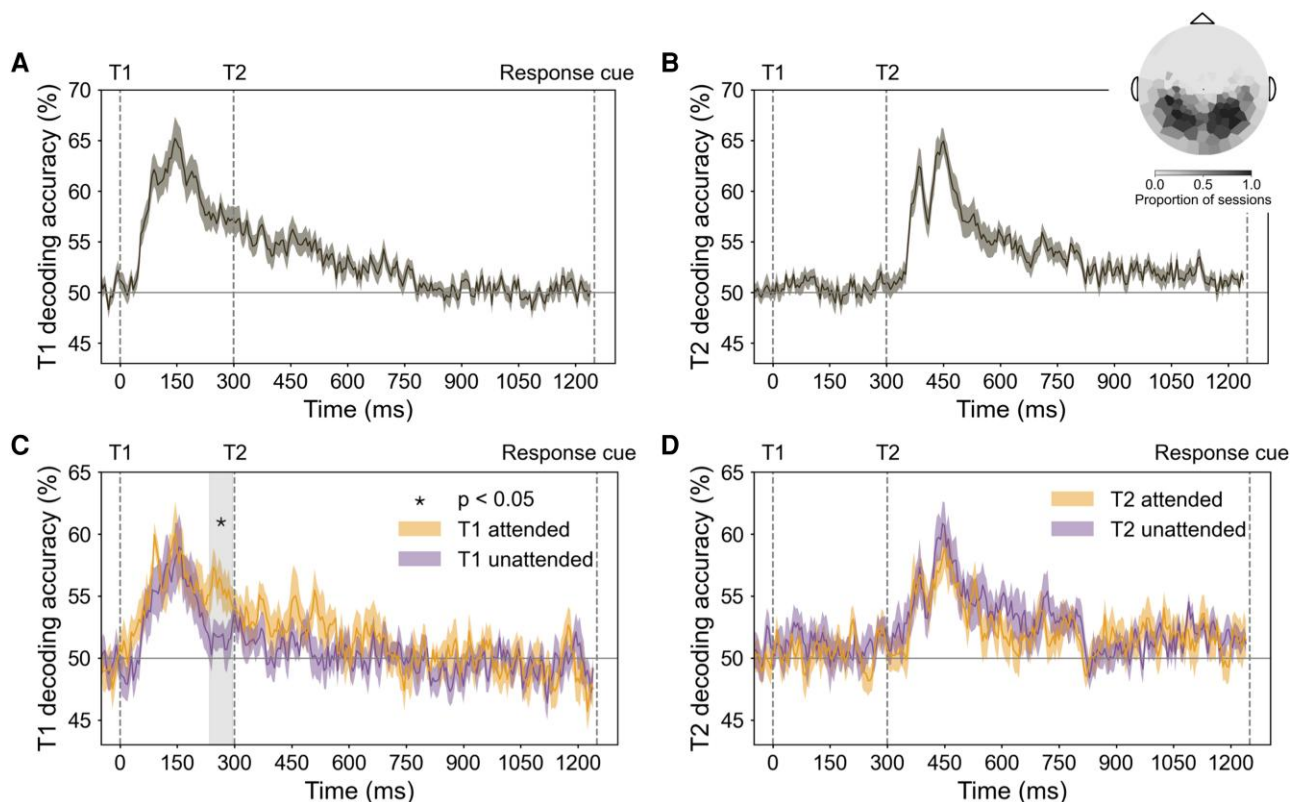 A
T1 T2 Response cue
T1 decoding accuracy (%)
70
65
60
55
50
45
0 150 300 450 600 750 900 1050 1200
Time (ms)
B
T1 T2
T2 decoding accuracy (%)
70
65
60
55
50
45
0 150 300 450 600 750 900 1050 1200
Time (ms)
0.0 0.5 1.0
Proportion of sessions
C
T1 T2 Response cue
T1 decoding accuracy (%)
65
60
55
50
45
* p < 0.05
T1 attended
T1 unattended
*
0 150 300 450 600 750 900 1050 1200
Time (ms)
D
T1 T2 Response cue
T2 decoding accuracy (%)
65
60
55
50
45
T2 attended
T2 unattended
0 150 300 450 600 750 900 1050 1200
Time (ms)